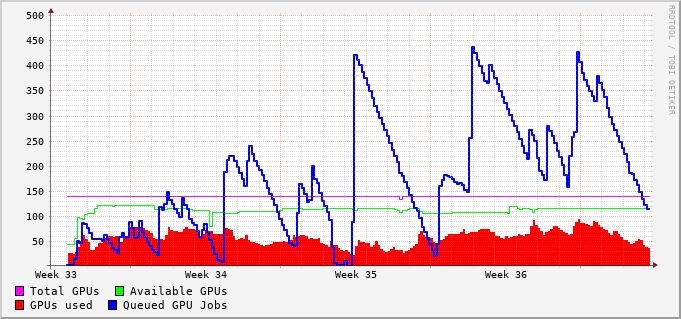 500
450
400
350
300
250
200
150
100
50
Week 33 Week 34 Week 35 Week 36
Total GPUs Available GPUs
GPUs used Queued GPU Jobs
RRDTOOL / TOBI OETIKER